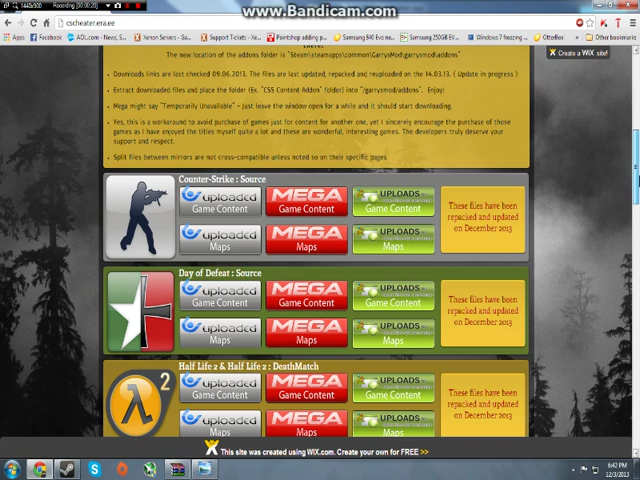 1440x900
Recording [00:00:20]
www.Bandicam.com
cscheater.era.ee
Apps
Facebook
AOL.com - News, S
Xenon Servers - Gam
Support Tickets - Xe
Samsung 840 Evo ne
Windows 7 freezing
OtterBox
Other bookmarks
Create a WiX site!
there.
The new location of the addons folder is "Steam\steamapps\common\GarrysMod\garrysmod\addons"
• Downloads links are last checked 09.06.2013. The files are last updated, repacked and reuploaded on the 14.03.13. ( Update in progress )
• Extract downloaded files and place the folder (Ex. "CSS Content Addon" folder) into "/garrysmod/addons". Enjoy!
• Mega might say "Temporarily Unavailable" - just leave the window open for a while and it should start downloading.
• Yes, this is a workaround to avoid purchase of games just for content for another one, yet I sincerely encourage the purchase of those
games as I have enjoyed the titles myself quite a lot and these are wonderful, interesting games. The developers truly deserve your
support and respect.
• Split files between mirrors are not cross-compatible unless noted so on their specific pages
Counter-Strike : Source
uploaded Game Content
MEGA Game Content
UPLOADS Game Content
uploaded Maps
MEGA Maps
UPLOADS Maps
These files have been
repacked and updated
on December 2013
Day of Defeat : Source
uploaded Game Content
MEGA Game Content
UPLOADS Game Content
uploaded Maps
MEGA Maps
UPLOADS Maps
These files have been
repacked and updated
on December 2013
Half Life 2 & Half Life 2 : DeathMatch
2
uploaded Game Content
MEGA Game Content
UPLOADS Game Content
uploaded Maps
MEGA Maps
UPLOADS Maps
These files have been
repacked and updated
on December 2013
This site was created using WIX.com. Create your own for FREE >>
6:42 PM
12/3/2013